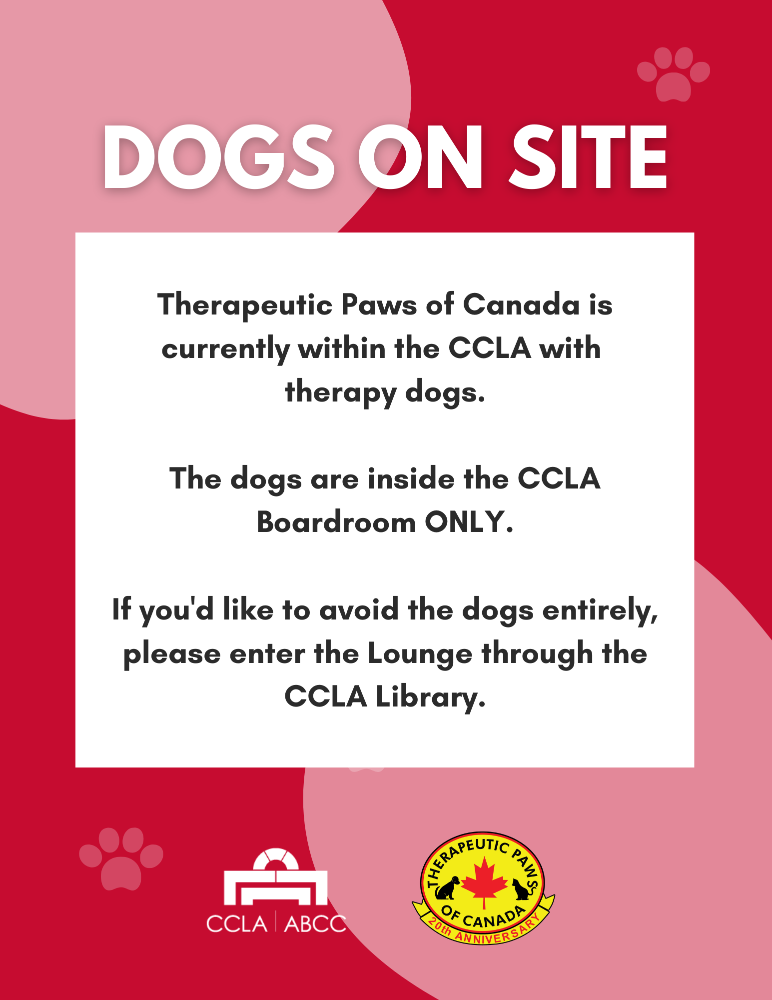 DOGS ON SITE
Therapeutic Paws of Canada is
currently within the CCLA with
therapy dogs.
The dogs are inside the CCLA
Boardroom ONLY.
If you'd like to avoid the dogs entirely,
please enter the Lounge through the
CCLA Library.
CCLA | ABCC
THERAPEUTIC PAWS
OF CANADA
20th ANNIVERSARY